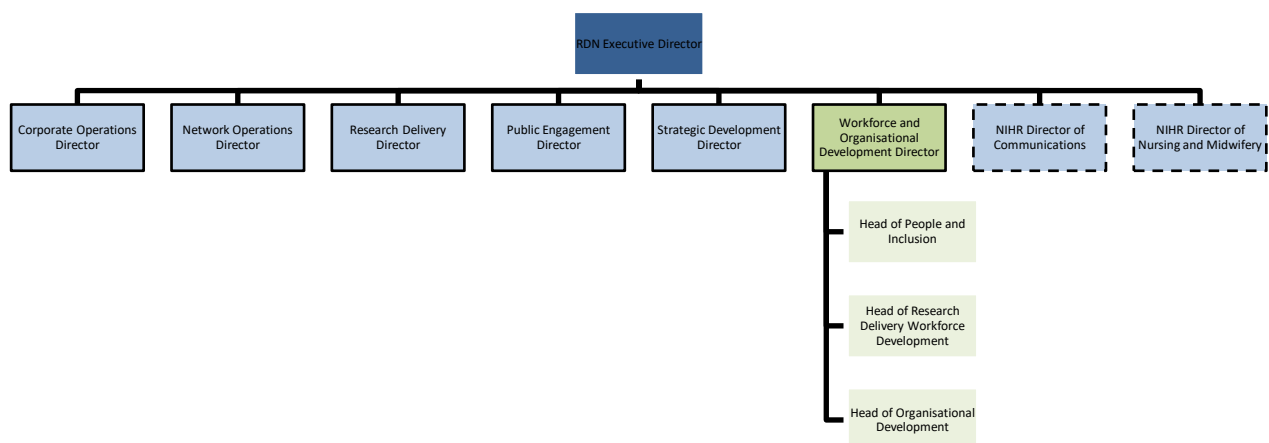 RDN Executive Director
Corporate Operations
Director
Network Operations
Director
Research Delivery
Director
Public Engagement
Director
Strategic Development
Director
Workforce and
Organisational
Development Director
NIHR Director of
Communications
NIHR Director of
Nursing and Midwifery
Head of People and
Inclusion
Head of Research
Delivery Workforce
Development
Head of Organisational
Development